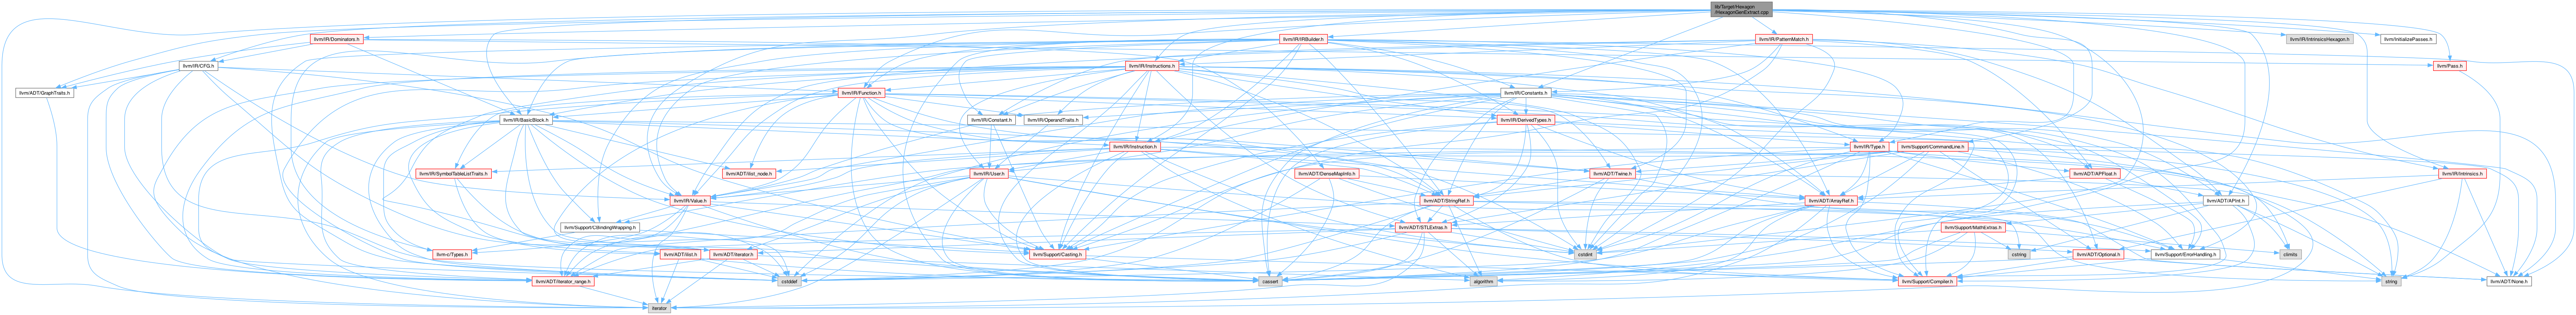 lib/Target/Hexagon
/HexagonGenExtract.cpp
llvm/IR/Dominators.h
llvm/IR/IRBuilder.h
llvm/IR/PatternMatch.h
llvm/IR/IntrinsicsHexagon.h
llvm/InitializePasses.h
llvm/IR/CFG.h
llvm/IR/Instructions.h
llvm/Pass.h
llvm/ADT/GraphTraits.h
llvm/IR/Function.h
llvm/IR/Constants.h
llvm/IR/BasicBlock.h
llvm/IR/Constant.h
llvm/IR/OperandTraits.h
llvm/IR/DerivedTypes.h
llvm/IR/Instruction.h
llvm/IR/Type.h
llvm/Support/CommandLine.h
llvm/IR/SymbolTableListTraits.h
llvm/ADT/ilist_node.h
llvm/IR/User.h
llvm/ADT/DenseMapInfo.h
llvm/ADT/Twine.h
llvm/ADT/APFloat.h
llvm/IR/Intrinsics.h
llvm/IR/Value.h
llvm/ADT/StringRef.h
llvm/ADT/ArrayRef.h
llvm/ADT/APInt.h
llvm/Support/CBindingWrapping.h
llvm/ADT/STLExtras.h
llvm/Support/MathExtras.h
llvm-c/Types.h
llvm/ADT/ilist.h
llvm/ADT/iterator.h
llvm/Support/Casting.h
cstdint
cstring
llvm/ADT/Optional.h
llvm/Support/ErrorHandling.h
climits
llvm/ADT/iterator_range.h
cstddef
cassert
algorithm
llvm/Support/Compiler.h
string
llvm/ADT/None.h
iterator